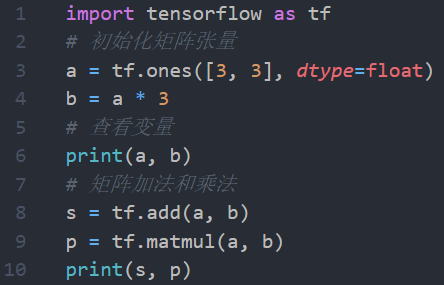 1 import tensorflow as tf
2 # 初始化矩阵张量
3 a = tf.ones([3, 3], dtype=float)
4 b = a * 3
5 # 查看变量
6 print(a, b)
7 # 矩阵加法和乘法
8 s = tf.add(a, b)
9 p = tf.matmul(a, b)
10 print(s, p)